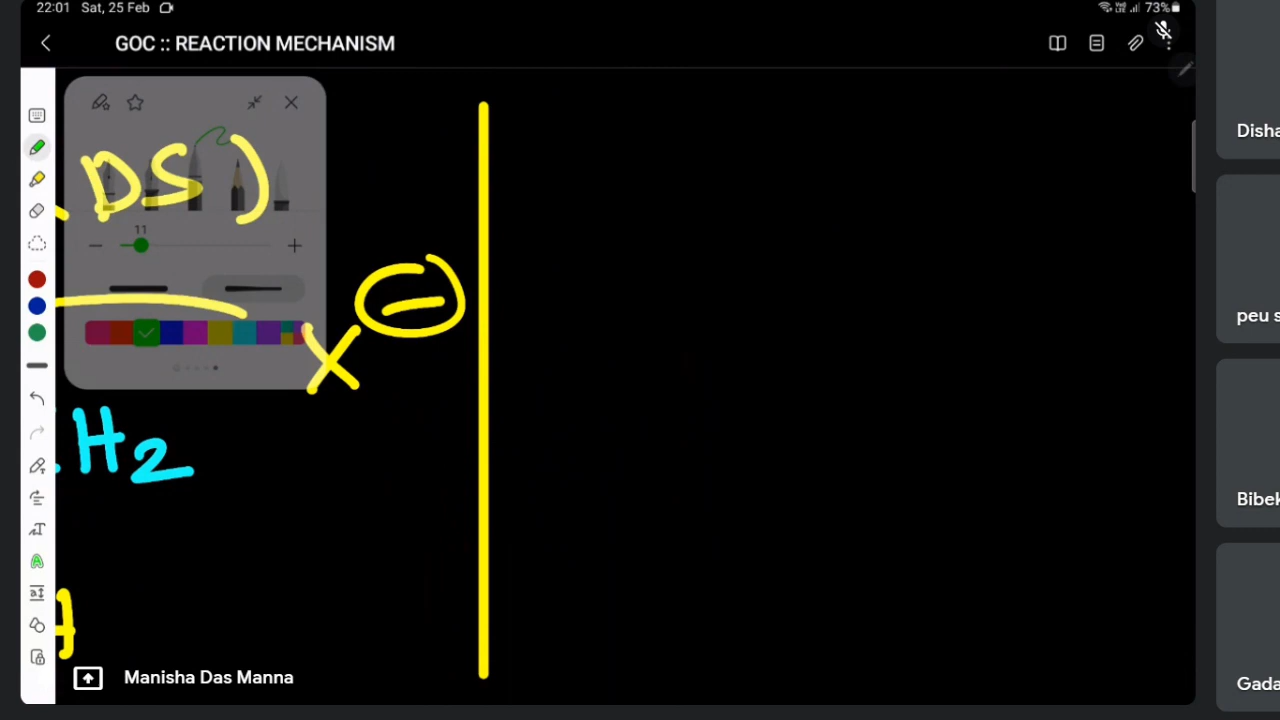 22:01 Sat, 25 Feb 73%
GOC :: REACTION MECHANISM
DS)
11
X⊖
H2
Manisha Das Manna
Disha
peu s
Bibek
Gada